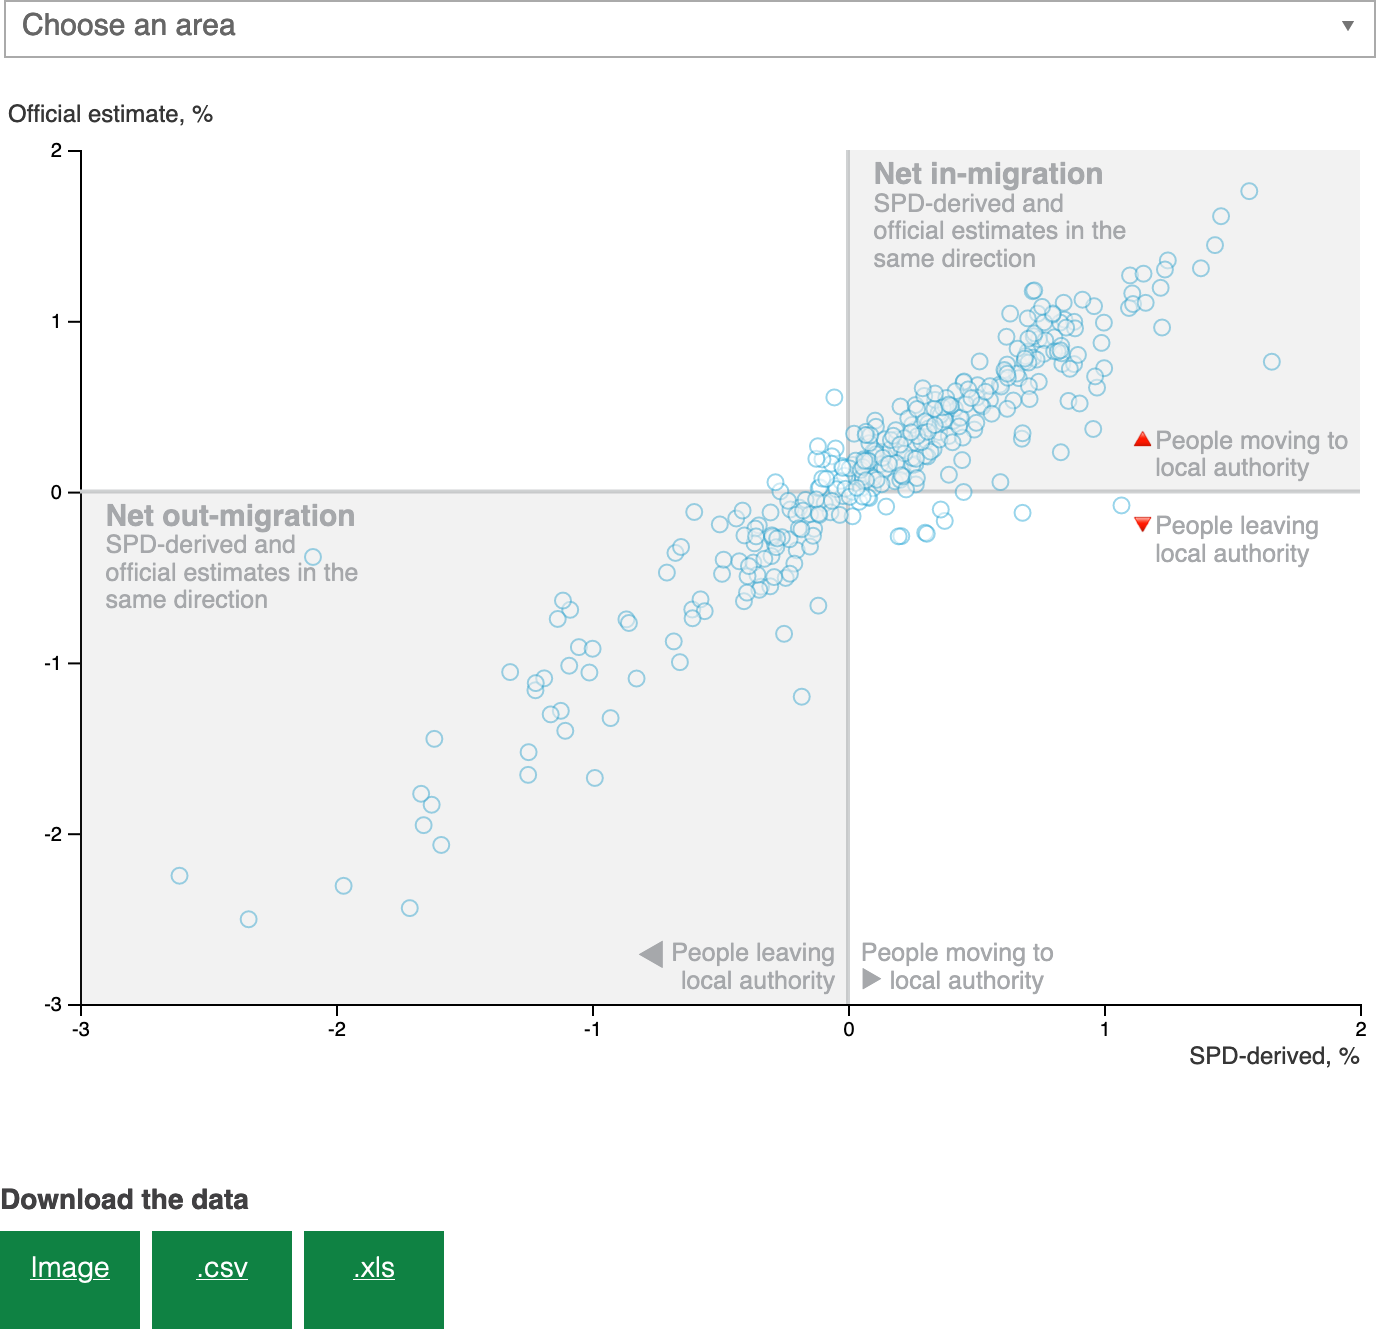 Choose an area
Official estimate, %
2
Net in-migration
SPD-derived and
official estimates in the
same direction
1
People moving to
local authority
0
Net out-migration
SPD-derived and
official estimates in the
same direction
People leaving
local authority
-1
-2
People leaving
local authority
People moving to
local authority
-3
-3 -2 -1 0 1 2
SPD-derived, %
Download the data
Image .csv .xls